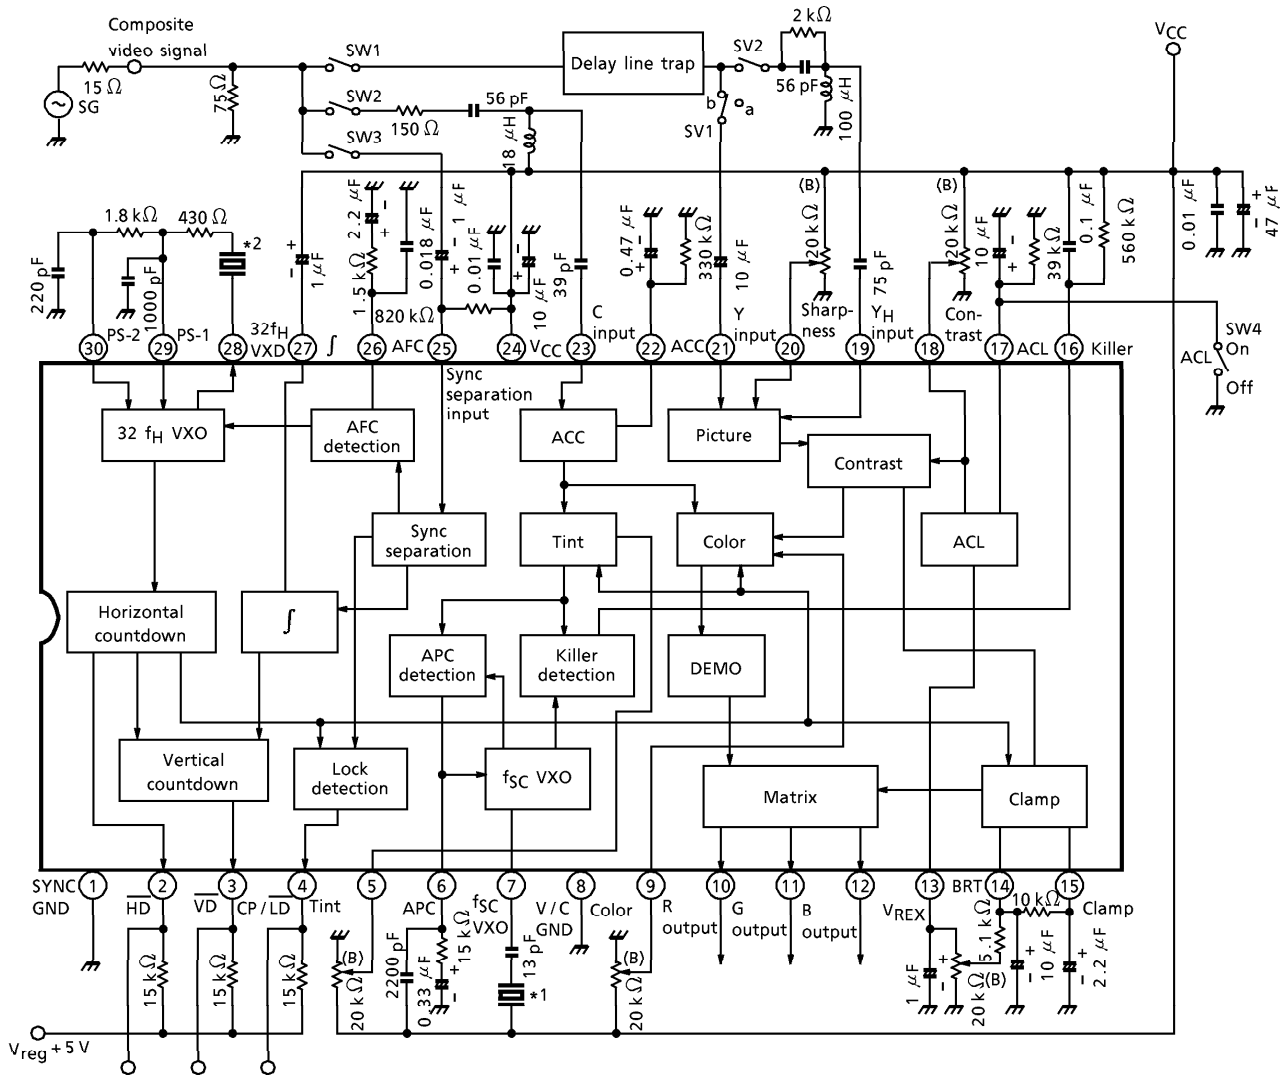 Composite
video signal
15 Ω
SG
75Ω
SW1
SW2
SW3
150 Ω
56 pF
18 μH
Delay line trap
SV2
2 kΩ
56 pF
100 μH
b
a
SV1
VCC
1.8 kΩ
430 Ω
*2
220pF
1000 pF
1 μF
2.2 μF
1.5 kΩ
0.018 μF
1 μF
820 kΩ
0.01 μF
10 μF
39 pF
0.47 μF
330 kΩ
10 μF
(B)
20 kΩ
75 pF
(B)
20 kΩ
10 μF
39 kΩ
0.1 μF
560 kΩ
0.01 μF
47 μF
SW4
On
ACL
Off
PS-2
PS-1
32fH
VXD
∫
AFC
Sync
separation
input
VCC
C
input
ACC
Y
input
Sharp-
ness
YH
input
Con-
trast
ACL
Killer
30
29
28
27
26
25
24
23
22
21
20
19
18
17
16
32 fH VXO
AFC
detection
ACC
Picture
Contrast
Sync
separation
Tint
Color
ACL
Horizontal
countdown
∫
APC
detection
Killer
detection
DEMO
Vertical
countdown
Lock
detection
fSC VXO
Matrix
Clamp
1
2
3
4
5
6
7
8
9
10
11
12
13
14
15
SYNC
GND
HD
VD
CP / LD
Tint
APC
fSC
VXO
V / C
GND
Color
R
output
G
output
B
output
VREX
BRT
Clamp
15 kΩ
15 kΩ
15 kΩ
(B)
20 kΩ
2200 pF
15 kΩ
0.33 μF
13 pF
*1
(B)
20 kΩ
1 μF
20 kΩ
(B)
5.1 kΩ
10 kΩ
10 μF
2.2 μF
Vreg + 5 V